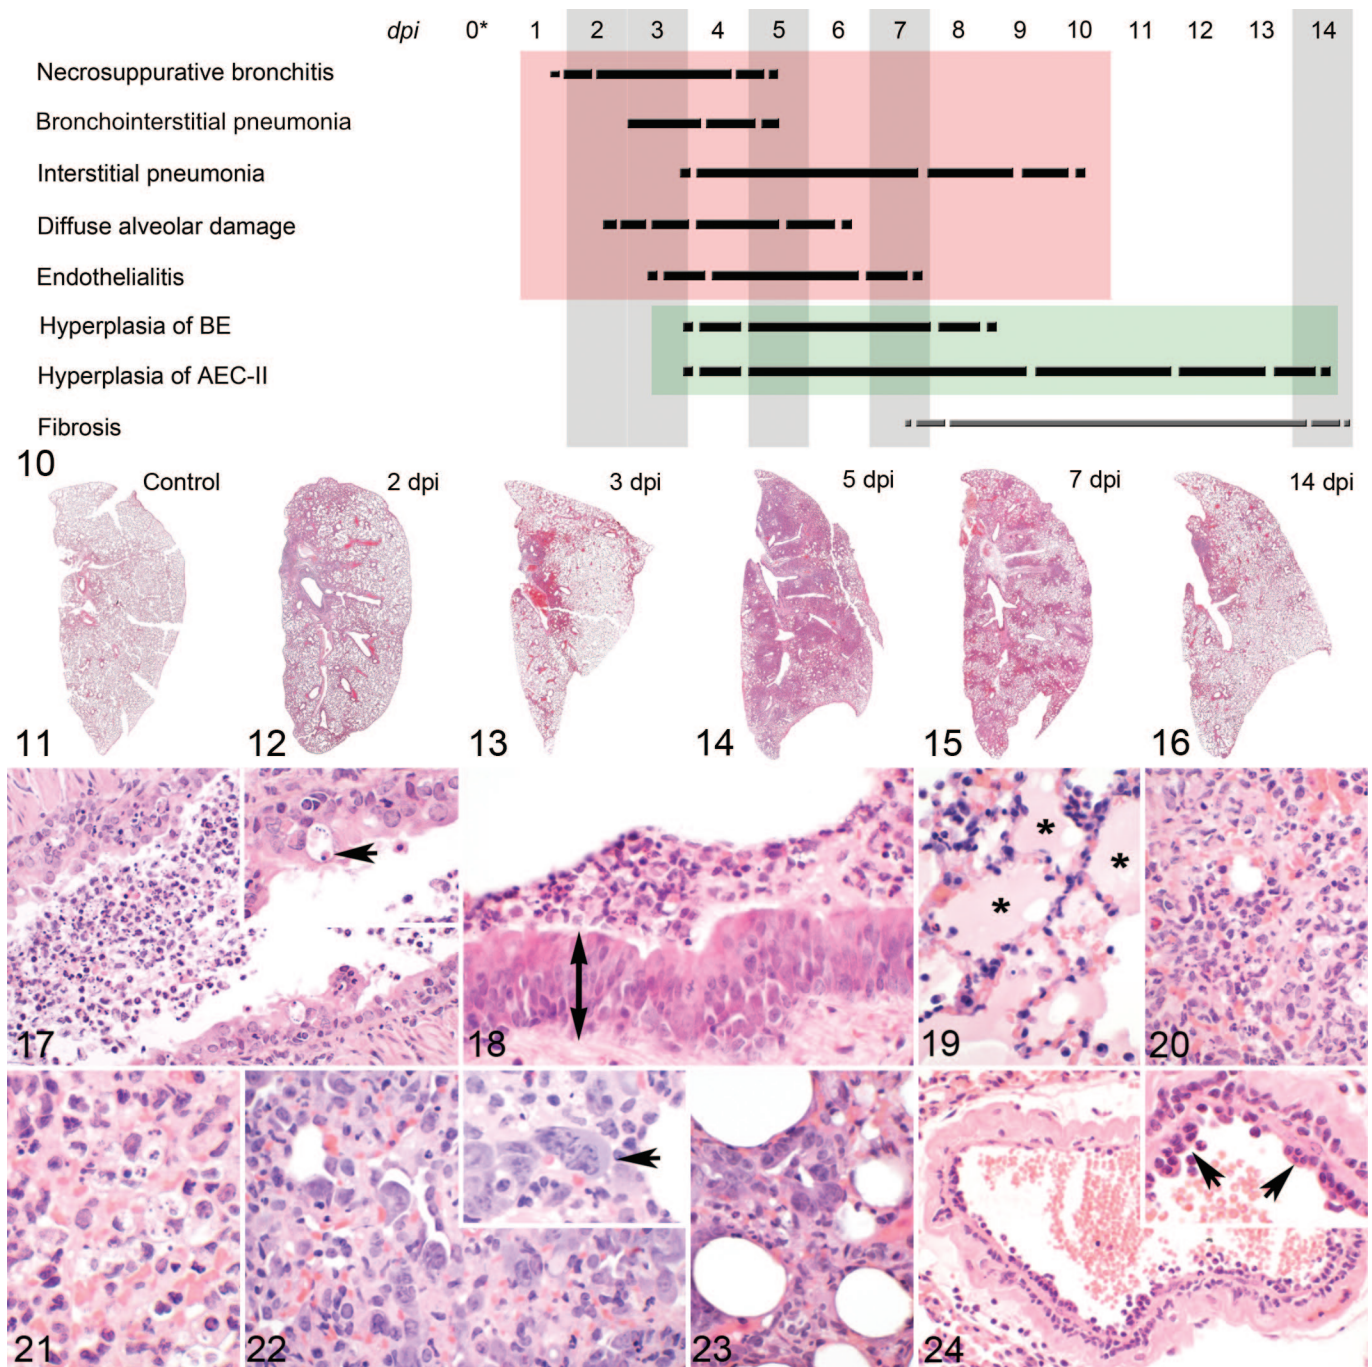 dpi 0* 1 2 3 4 5 6 7 8 9 10 11 12 13 14
Necrosuppurative bronchitis
Bronchointerstitial pneumonia
Interstitial pneumonia
Diffuse alveolar damage
Endothelialitis
Hyperplasia of BE
Hyperplasia of AEC-II
Fibrosis
10
Control 2 dpi 3 dpi 5 dpi 7 dpi 14 dpi
11 12 13 14 15 16
* * *
17 18 19 20
21 22 23 24